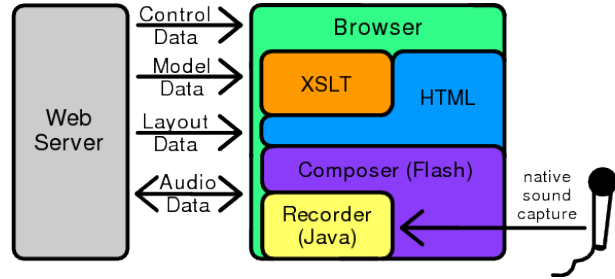 Web
Server
Control
Data
Model
Data
Layout
Data
Audio
Data
Browser
XSLT
HTML
Composer (Flash)
Recorder
(Java)
native
sound
capture